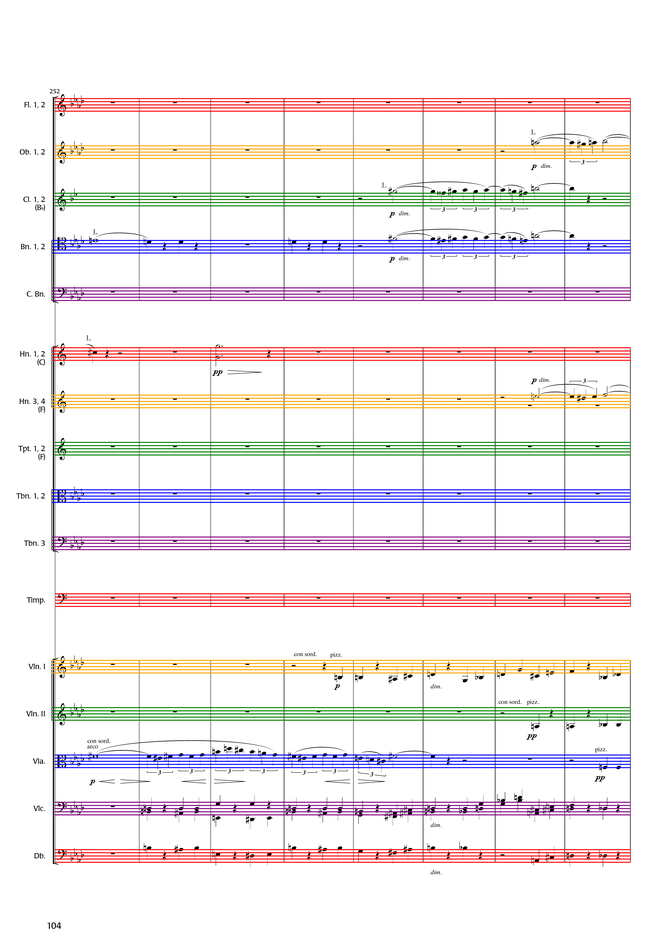 252
Fl. 1, 2
1.
Ob. 1, 2
p dim.
3
1.
Cl. 1, 2
(B♭)
p dim.
3 3 3
1.
Bn. 1, 2
p dim.
3 3 3
C. Bn.
1.
Hn. 1, 2
(C)
pp
p dim. 3
Hn. 3, 4
(F)
Tpt. 1, 2
(F)
Tbn. 1, 2
Tbn. 3
Timp.
con sord. pizz.
Vln. I
p dim.
con sord. pizz.
Vln. II
pp
con sord.
arco
pizz.
Vla.
3 3 3 3 3 3 3
p pp
Vlc.
dim.
Db.
dim.
104